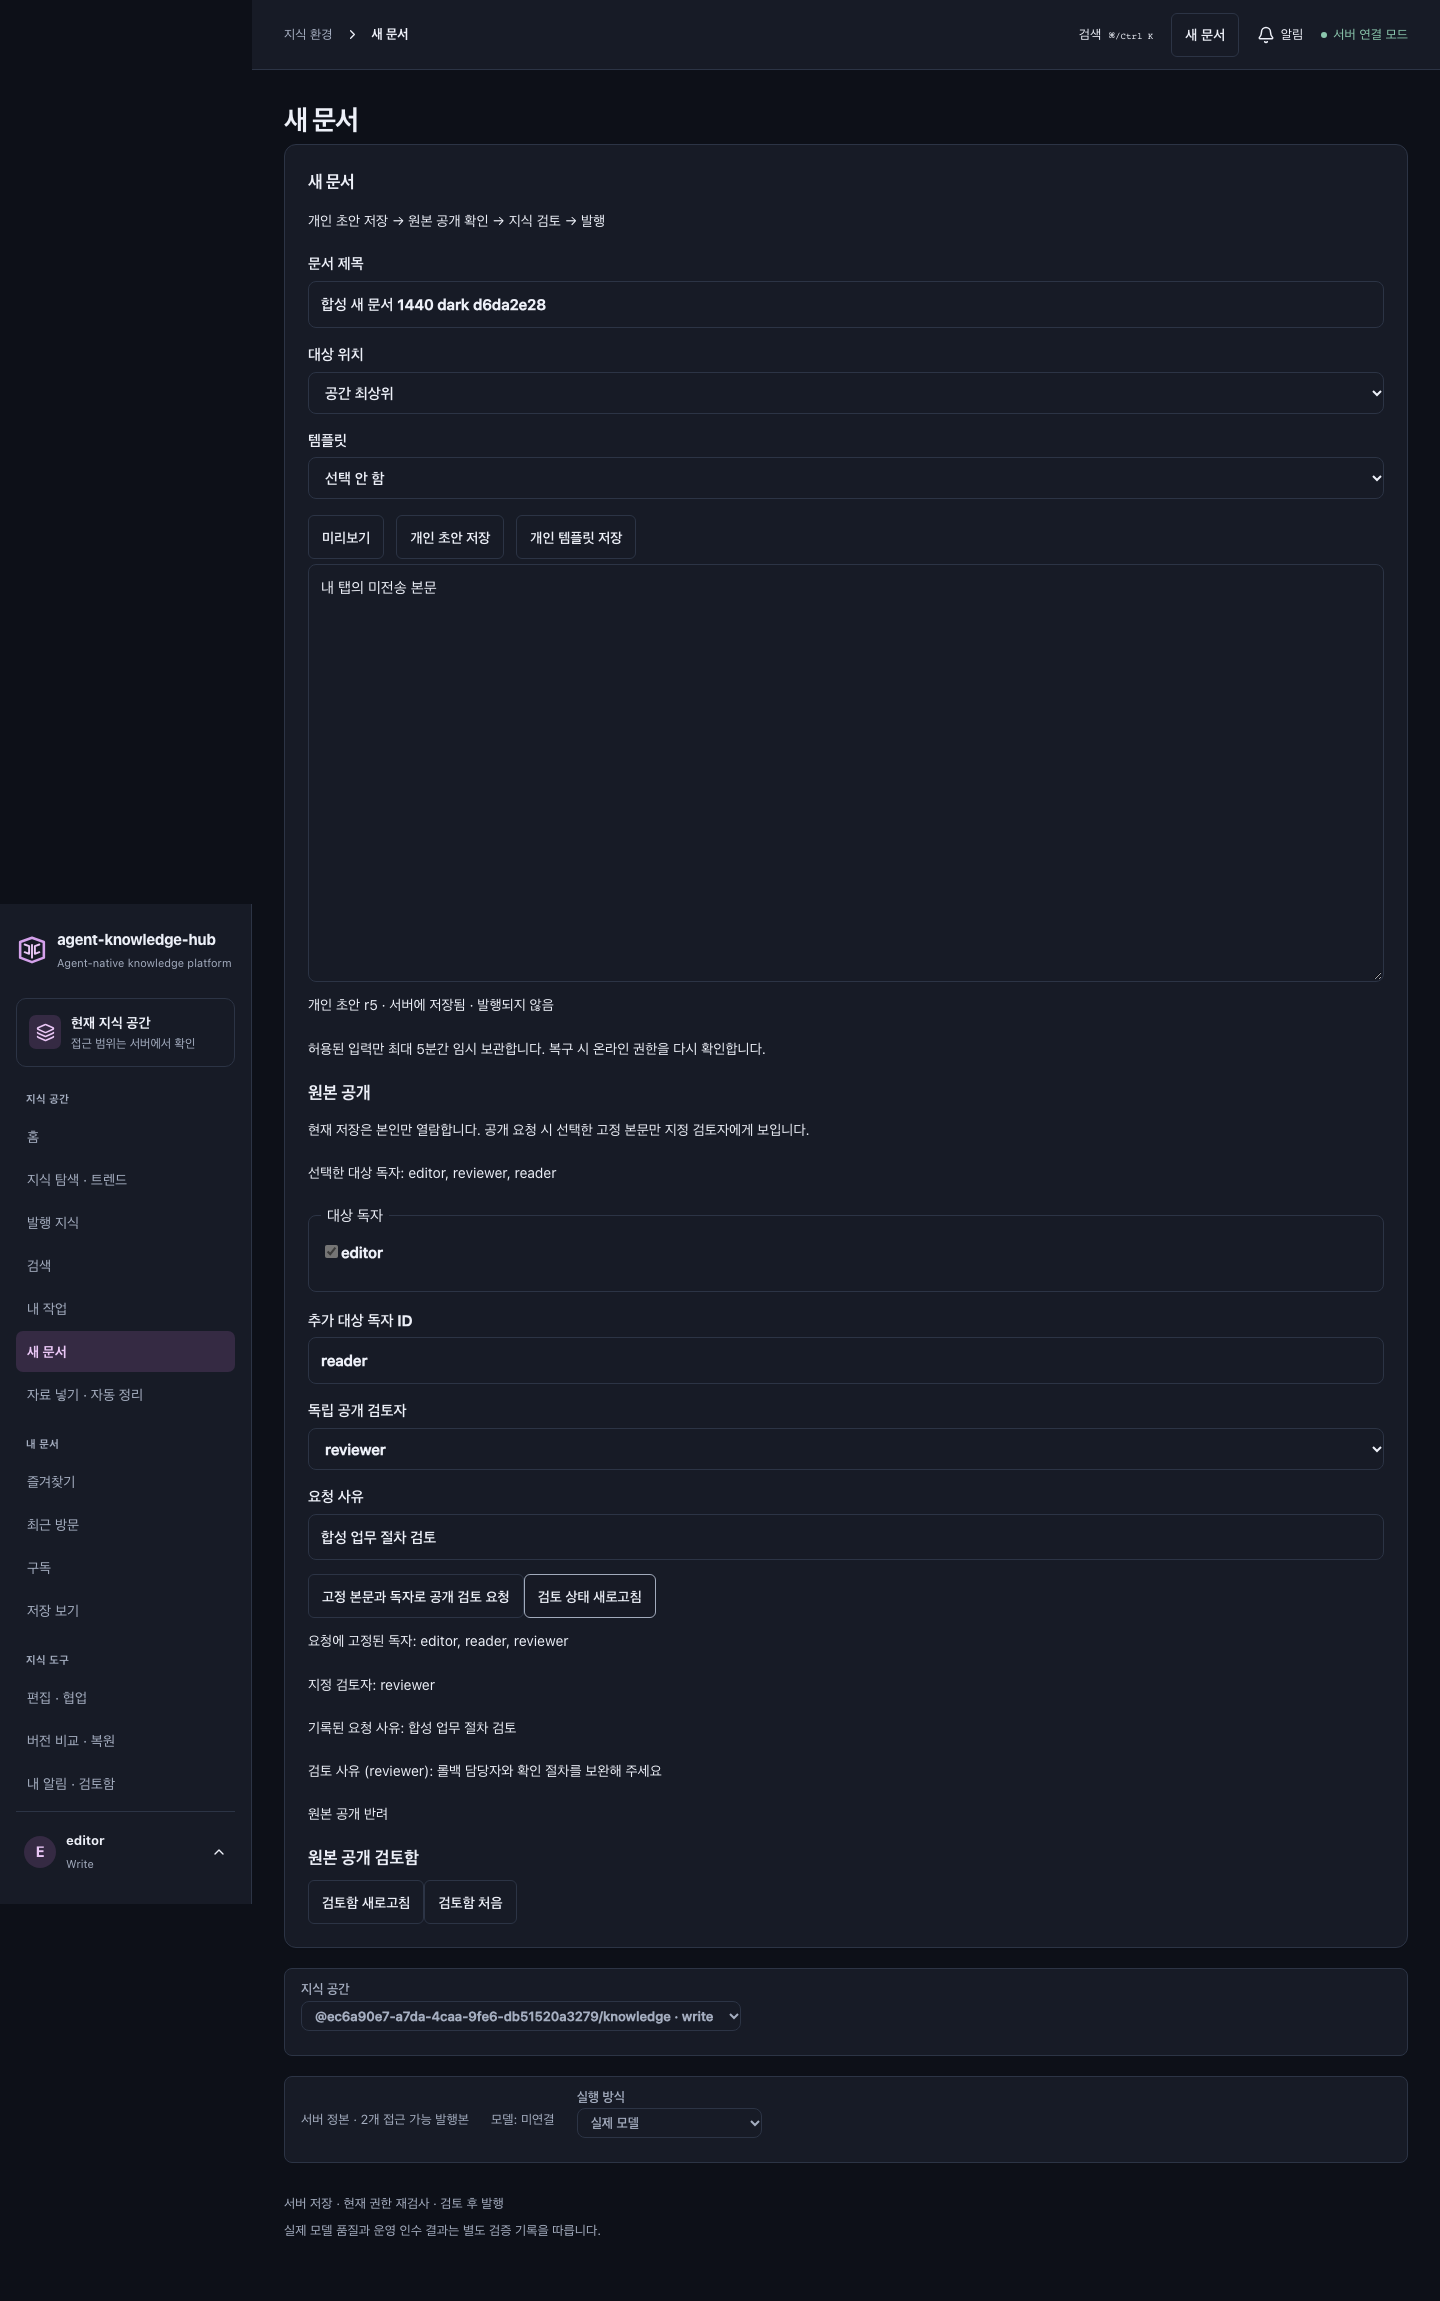 지식 환경 새 문서
검색 ⌘/Ctrl K 새 문서 알림 서버 연결 모드
새 문서
새 문서
개인 초안 저장 → 원본 공개 확인 → 지식 검토 → 발행
문서 제목
합성 새 문서 1440 dark d6da2e28
대상 위치
공간 최상위
템플릿
선택 안 함
미리보기 개인 초안 저장 개인 템플릿 저장
내 탭의 미전송 본문
개인 초안 r5 · 서버에 저장됨 · 발행되지 않음
허용된 입력만 최대 5분간 임시 보관합니다. 복구 시 온라인 권한을 다시 확인합니다.
원본 공개
현재 저장은 본인만 열람합니다. 공개 요청 시 선택한 고정 본문만 지정 검토자에게 보입니다.
선택한 대상 독자: editor, reviewer, reader
대상 독자
editor
추가 대상 독자 ID
reader
독립 공개 검토자
reviewer
요청 사유
합성 업무 절차 검토
고정 본문과 독자로 공개 검토 요청 검토 상태 새로고침
요청에 고정된 독자: editor, reader, reviewer
지정 검토자: reviewer
기록된 요청 사유: 합성 업무 절차 검토
검토 사유 (reviewer): 롤백 담당자와 확인 절차를 보완해 주세요
원본 공개 반려
원본 공개 검토함
검토함 새로고침 검토함 처음
지식 공간
@ec6a90e7-a7da-4caa-9fe6-db51520a3279/knowledge · write
서버 정본 · 2개 접근 가능 발행본 모델: 미연결
실행 방식
실제 모델
서버 저장 · 현재 권한 재검사 · 검토 후 발행
실제 모델 품질과 운영 인수 결과는 별도 검증 기록을 따릅니다.
agent-knowledge-hub
Agent-native knowledge platform
현재 지식 공간
접근 범위는 서버에서 확인
지식 공간
홈
지식 탐색 · 트렌드
발행 지식
검색
내 작업
새 문서
자료 넣기 · 자동 정리
내 문서
즐겨찾기
최근 방문
구독
저장 보기
지식 도구
편집 · 협업
버전 비교 · 복원
내 알림 · 검토함
E
editor
Write